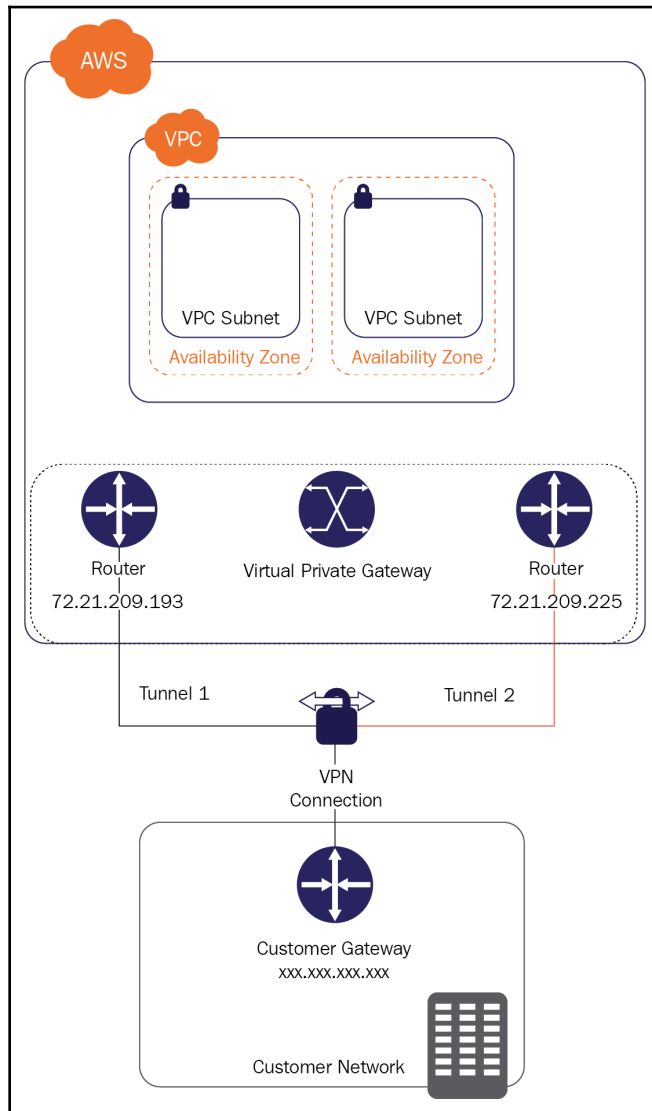 AWS
VPC
VPC Subnet
VPC Subnet
Availability Zone
Availability Zone
Router
Virtual Private Gateway
Router
72.21.209.193
72.21.209.225
Tunnel 1
Tunnel 2
VPN
Connection
Customer Gateway
xxx.xxx.xxx.xxx
Customer Network